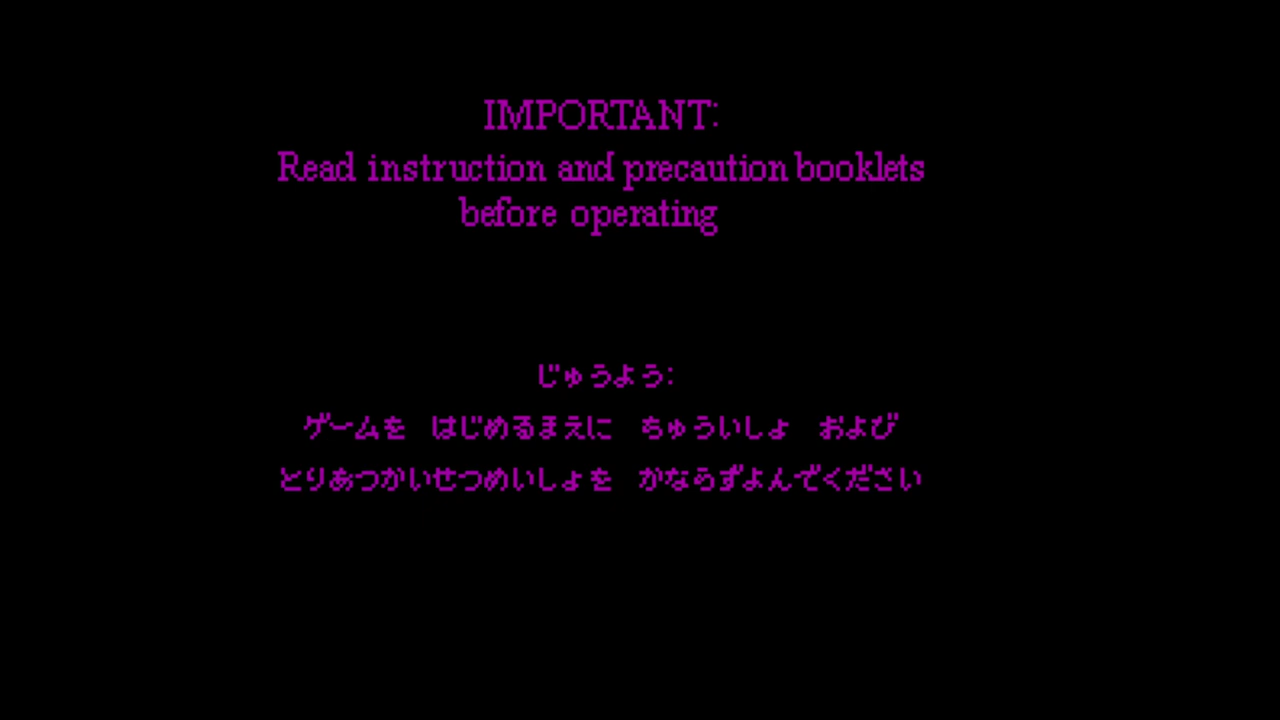 IMPORTANT:
Read instruction and precaution booklets
before operating
じゅうよう:
ゲームを はじめるまえに ちゅういしょ および
とりあつかいせつめいしょを かならずよんでください